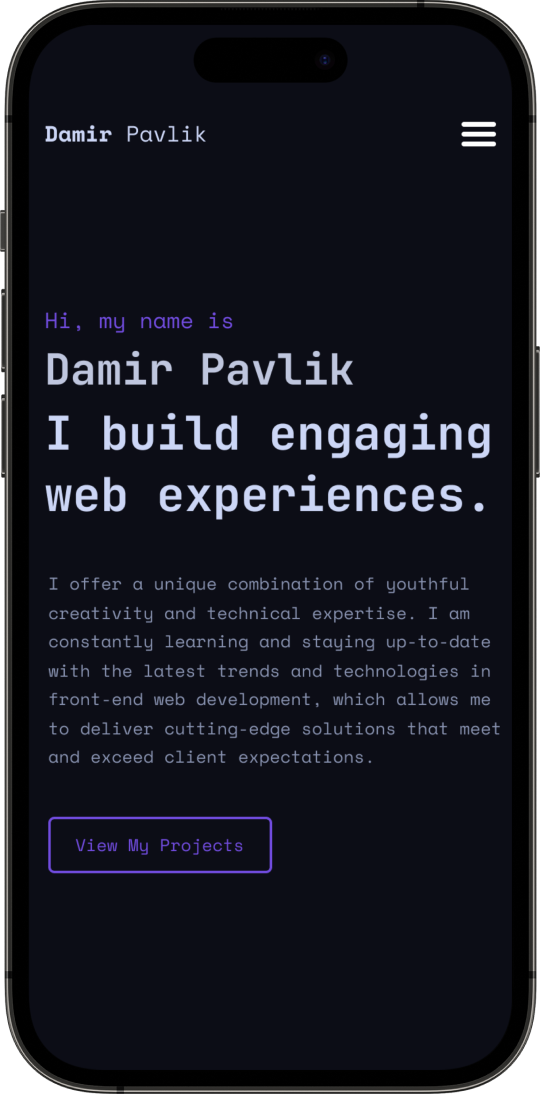 Damir Pavlik
Hi, my name is
Damir Pavlik
I build engaging
web experiences.
I offer a unique combination of youthful
creativity and technical expertise. I am
constantly learning and staying up-to-date
with the latest trends and technologies in
front-end web development, which allows me
to deliver cutting-edge solutions that meet
and exceed client expectations.
View My Projects